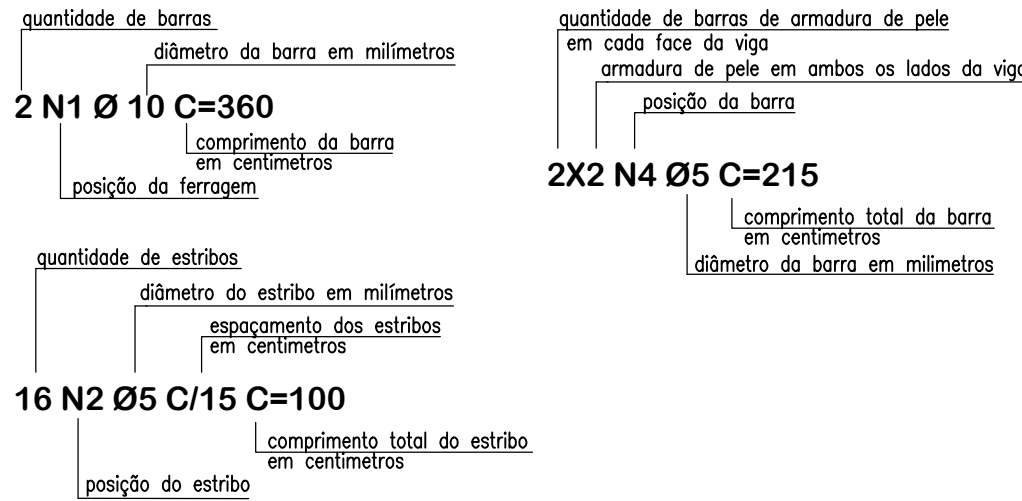 quantidade de barras
diâmetro da barra em milímetros
2 N1 Ø 10 C=360
comprimento da barra
em centimetros
posição da ferragem
quantidade de barras de armadura de pele
em cada face da viga
armadura de pele em ambos os lados da viga
posição da barra
2X2 N4 Ø5 C=215
comprimento total da barra
em centimetros
diâmetro da barra em milimetros
quantidade de estribos
diâmetro do estribo em milímetros
espaçamento dos estribos
em centimetros
16 N2 Ø5 C/15 C=100
comprimento total do estribo
em centimetros
posição do estribo